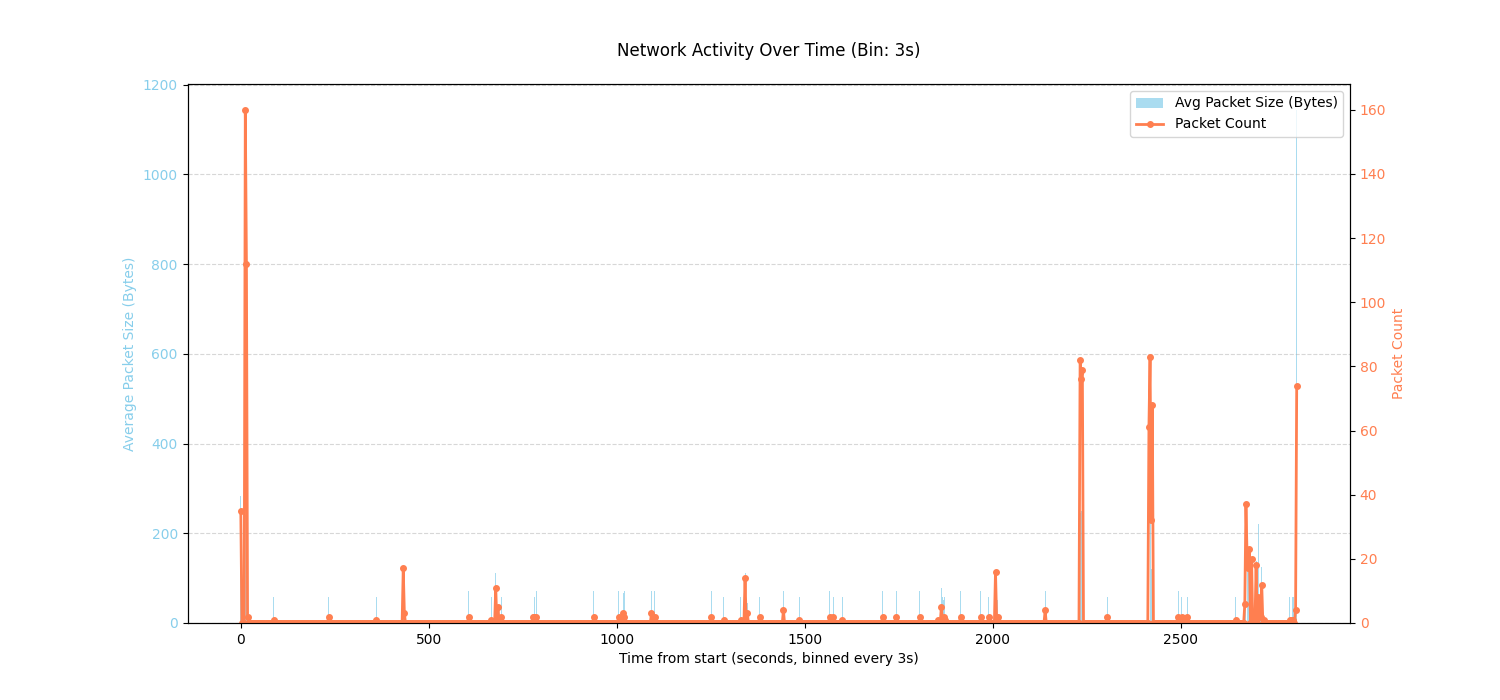 Network Activity Over Time (Bin: 3s)
Avg Packet Size (Bytes)
Packet Count
1200
1000
800
600
400
200
0
Average Packet Size (Bytes)
160
140
120
100
80
60
40
20
0
Packet Count
0 500 1000 1500 2000 2500
Time from start (seconds, binned every 3s)